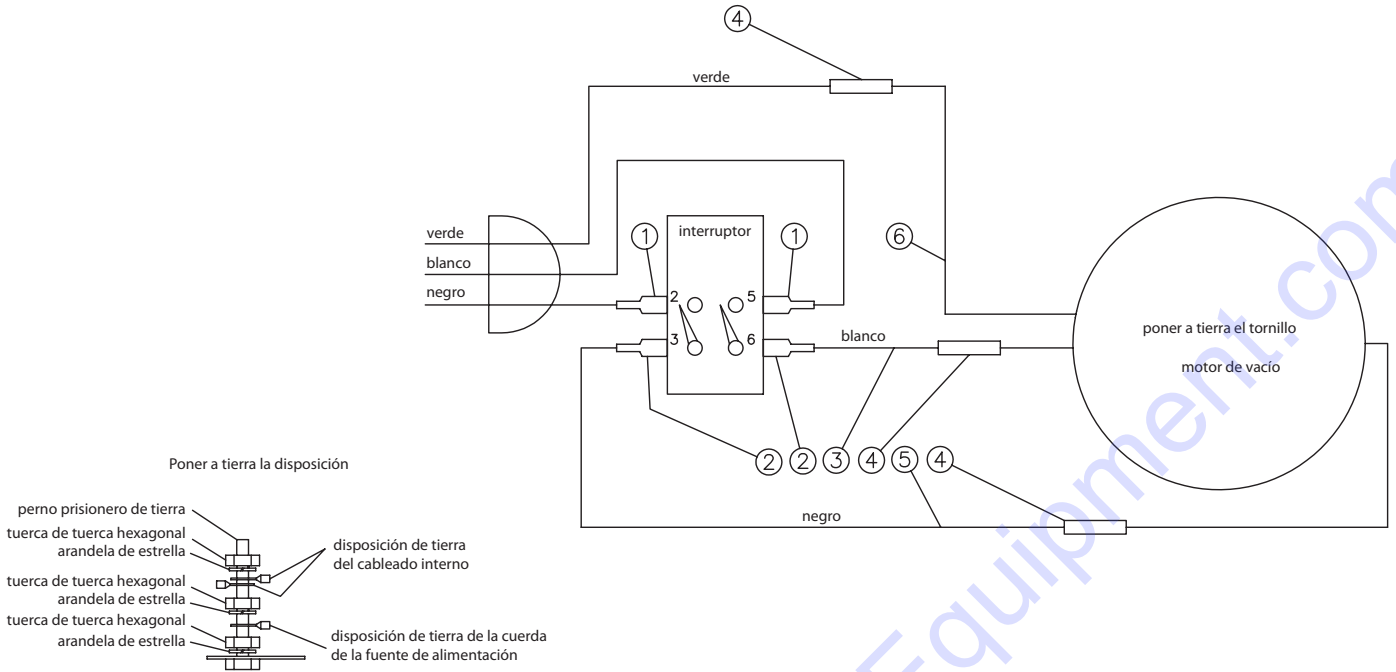 4
verde
verde
blanco
negro
1
interruptor
1
6
2
5
3
6
blanco
poner a tierra el tornillo
motor de vacío
2
2
3
4
5
4
negro
Poner a tierra la disposición
perno prisionero de tierra
tuerca de tuerca hexagonal
arandela de estrella
tuerca de tuerca hexagonal
arandela de estrella
tuerca de tuerca hexagonal
arandela de estrella
disposición de tierra
del cableado interno
disposición de tierra de la cuerda
de la fuente de alimentación
Equipment.com